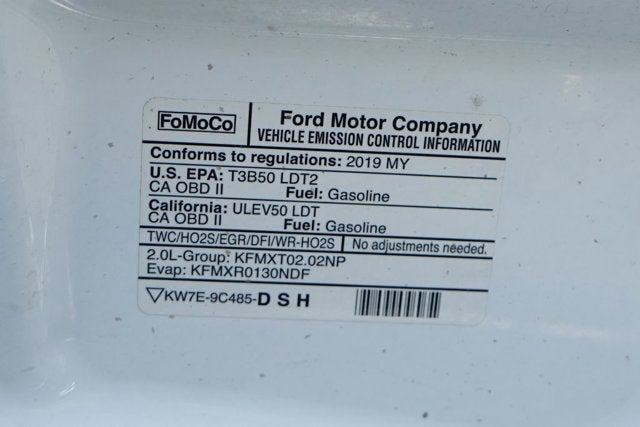 FoMoCo
Ford Motor Company
VEHICLE EMISSION CONTROL INFORMATION
Conforms to regulations: 2019 MY
U.S. EPA: T3B50 LDT2
CA OBD II Fuel: Gasoline
California: ULEV50 LDT
CA OBD II Fuel: Gasoline
TWC/HO2S/EGR/DFI/WR-HO2S No adjustments needed.
2.0L-Group: KFMXT02.02NP
Evap: KFMXR0130NDF
KW7E-9C485-D S H